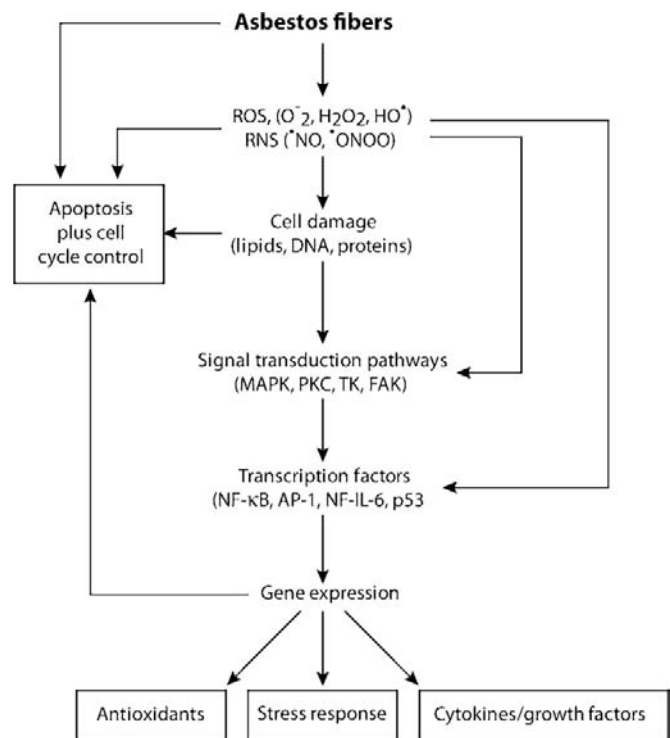 Asbestos fibers
ROS, (O⁻2, H2O2, HO•)
RNS (•NO, •ONOO)
Apoptosis
plus cell
cycle control
Cell damage
(lipids, DNA, proteins)
Signal transduction pathways
(MAPK, PKC, TK, FAK)
Transcription factors
(NF-κB, AP-1, NF-IL-6, p53
Gene expression
Antioxidants
Stress response
Cytokines/growth factors